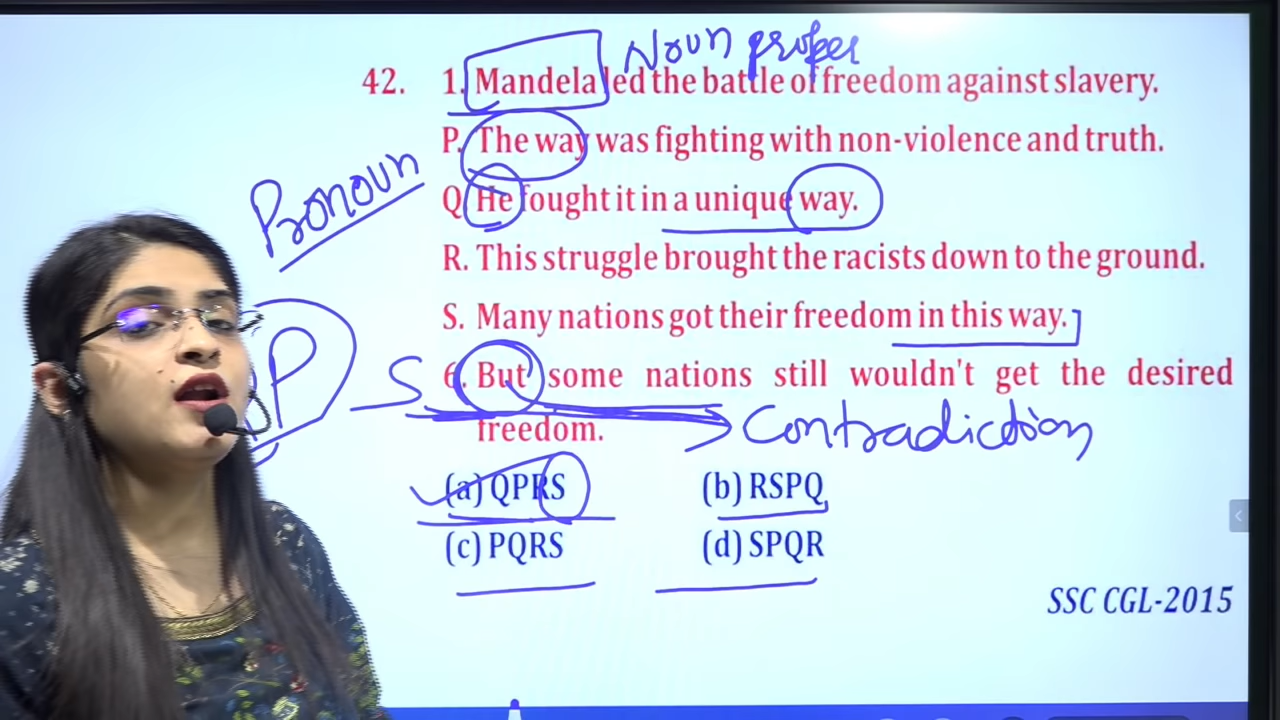 Noun proper
42. 1. Mandela led the battle of freedom against slavery.
P. The way was fighting with non-violence and truth.
Pronoun
Q. He fought it in a unique way.
R. This struggle brought the racists down to the ground.
S. Many nations got their freedom in this way.
P S
6. But some nations still wouldn't get the desired
freedom.
Contradiction
(a) QPRS (b) RSPQ
(c) PQRS (d) SPQR
SSC CGL-2015